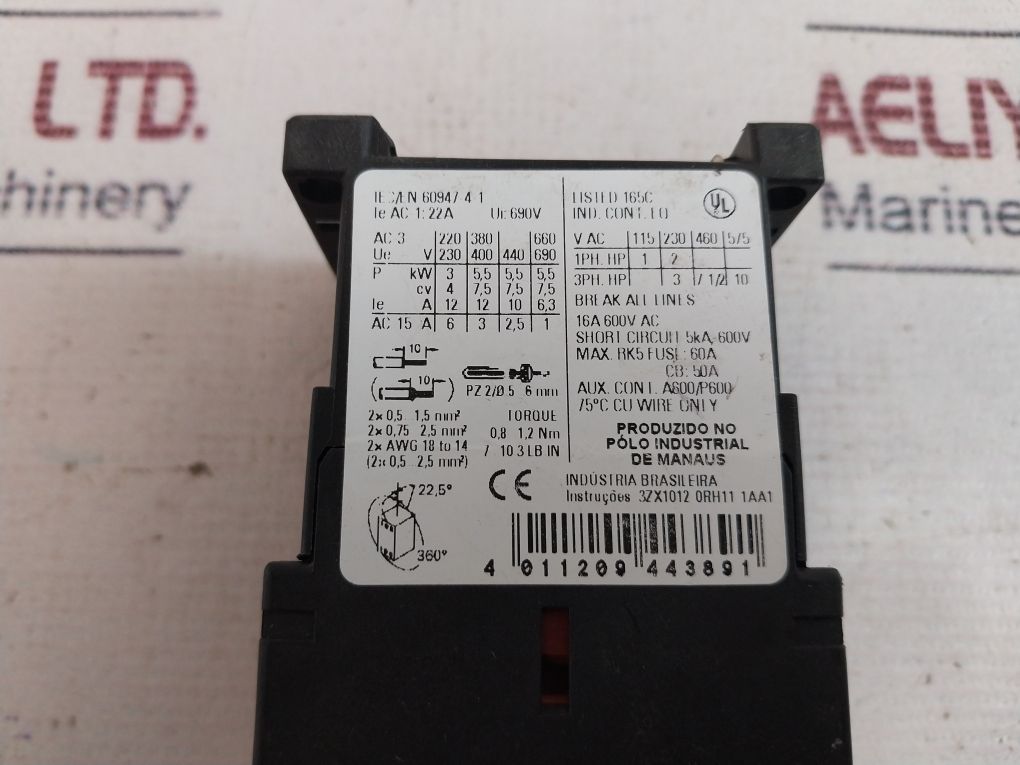 LTD.
AELIY
chinery
Marine
IEC/EN 60947 4 1
Ie AC 1: 22A Ui: 690V
AC 3 220 380 660
Ue V 230 400 440 690
P kW 3 5,5 5,5 5,5
cv 4 7,5 7,5 7,5
Ie A 12 12 10 6,3
AC 15 A 6 3 2,5 1
10
(10)
PZ 2/Ø 5 6 mm
2x 0,5 1,5 mm²
2x 0,75 2,5 mm²
2x AWG 18 to 14
(2x 0,5 2,5 mm²)
TORQUE
0,8 1,2 Nm
7 10 3 LB IN
22,5°
360°
CE
LISTED 165C
IND. CONT. EQ
UL
V AC 115 230 460 575
1PH. HP 1 2
3PH. HP 3 7 1/2 10
BREAK ALL LINES
16A 600V AC
SHORT CIRCUIT 5kA, 600V
MAX. RK5 FUSE: 60A
CB: 50A
AUX. CONT. A600/P600
75°C CU WIRE ONLY
PRODUZIDO NO
PÓLO INDUSTRIAL
DE MANAUS
INDÚSTRIA BRASILEIRA
Instruções 3ZX1012 0RH11 1AA1
4 011209 443891